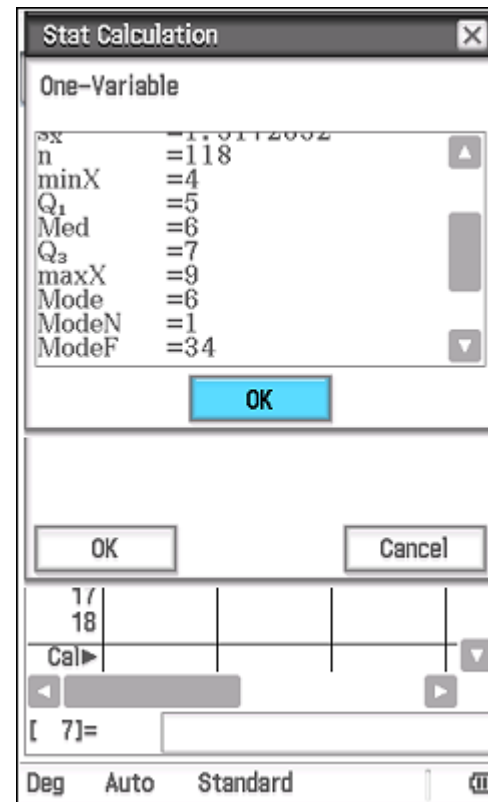 Stat Calculation
One-Variable
n =118
minX =4
Q₁ =5
Med =6
Q₃ =7
maxX =9
Mode =6
ModeN =1
ModeF =34
OK
OK Cancel
17
18
Cal▶
[ 7]=
Deg Auto Standard